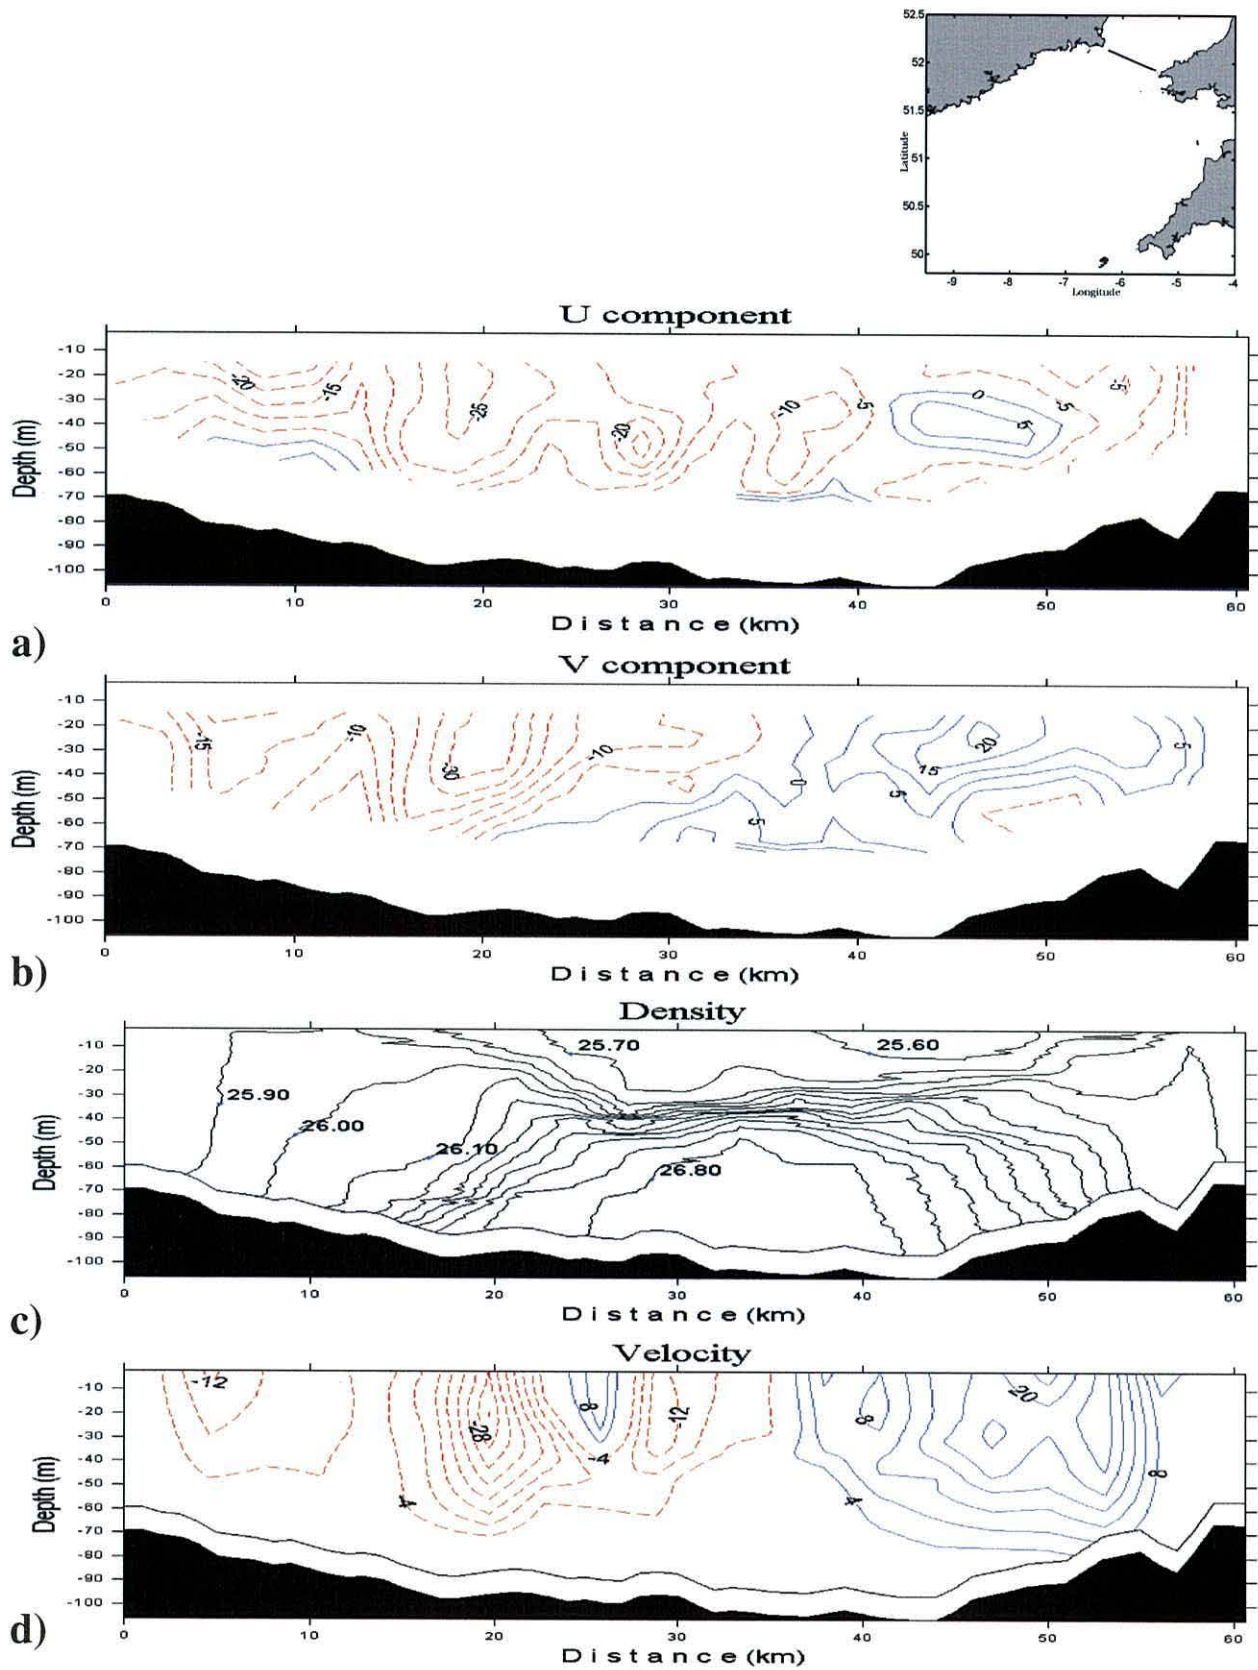 52.5
52
51.5
51
50.5
50
Latitude
-9 -8 -7 -6 -5 -4
Longitude
U component
-10
-20
-30
-40
-50
-60
-70
-80
-90
-100
Depth (m)
-20 -15 -25 -20 -10 -5 0 5 -5 -5
0 10 20 30 40 50 60
Distance (km)
a)
V component
-10
-20
-30
-40
-50
-60
-70
-80
-90
-100
Depth (m)
-15 -10 -30 -10 0 5 5 15 20 5
0 10 20 30 40 50 60
Distance (km)
b)
Density
-10
-20
-30
-40
-50
-60
-70
-80
-90
-100
Depth (m)
25.90 26.00 26.10 25.70 26.80 25.60
0 10 20 30 40 50 60
Distance (km)
c)
Velocity
-10
-20
-30
-40
-50
-60
-70
-80
-90
-100
Depth (m)
-12 -4 -28 8 -4 -12 8 4 20 8
0 10 20 30 40 50 60
Distance (km)
d)